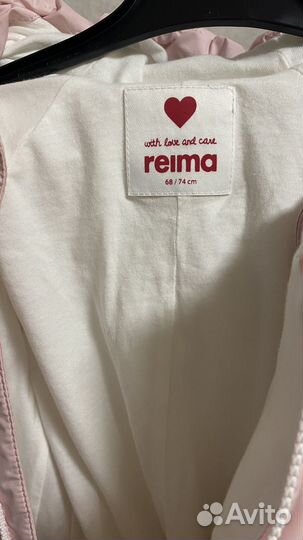 with love and care
reima
68 / 74 cm
Avito